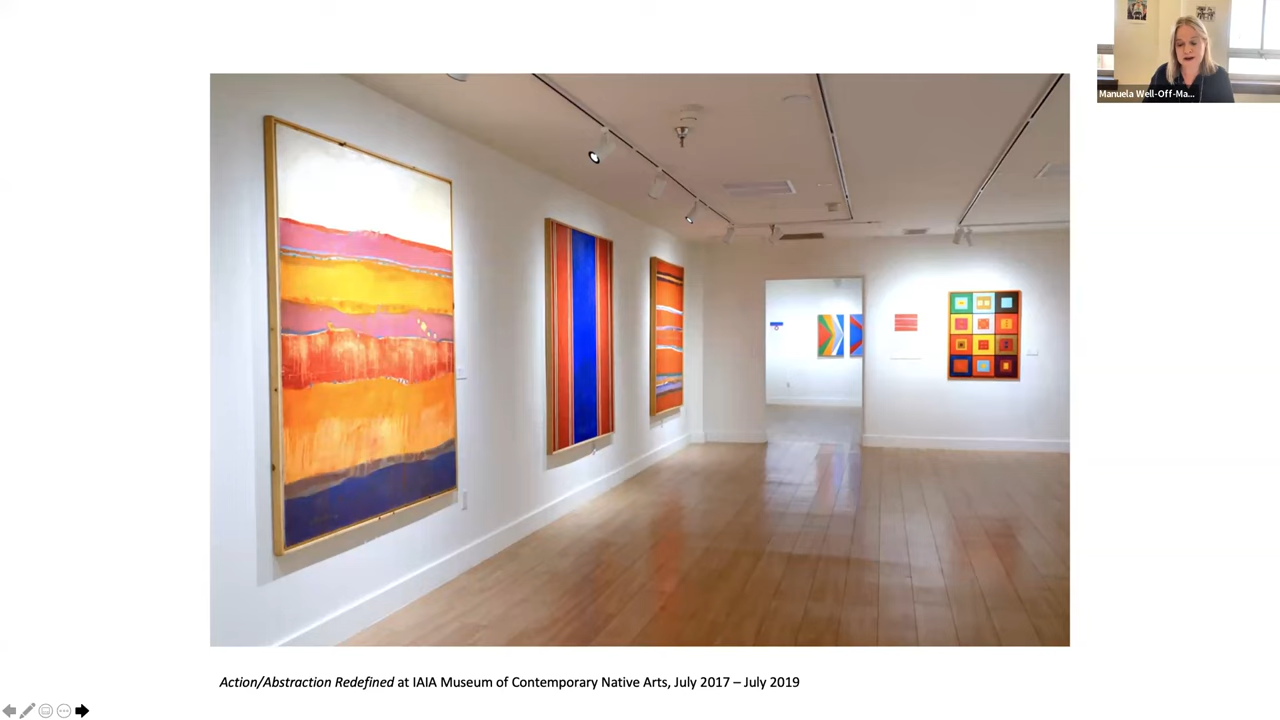 Manuela Well-Off-Ma...
Action/Abstraction Redefined at IAIA Museum of Contemporary Native Arts, July 2017 – July 2019